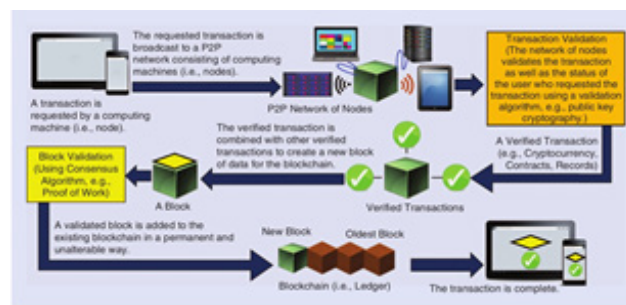 The requested transaction is
broadcast to a P2P
network consisting of computing
machines (i.e., nodes).
A transaction is
requested by a computing
machine (i.e., node).
P2P Network of Nodes
Transaction Validation
(The network of nodes
validates the transaction
as well as the status of
the user who requested the
transaction using a validation
algorithm, e.g., public key
cryptography.)
A Verified Transaction
(e.g., Cryptocurrency,
Contracts, Records)
Verified Transactions
The verified transaction is
combined with other verified
transactions to create a new block
of data for the blockchain.
A Block
Block Validation
(Using Consensus
Algorithm, e.g.,
Proof of Work)
A validated block is added to the
existing blockchain in a permanent and
unalterable way.
New Block
Oldest Block
Blockchain (i.e., Ledger)
The transaction is complete.